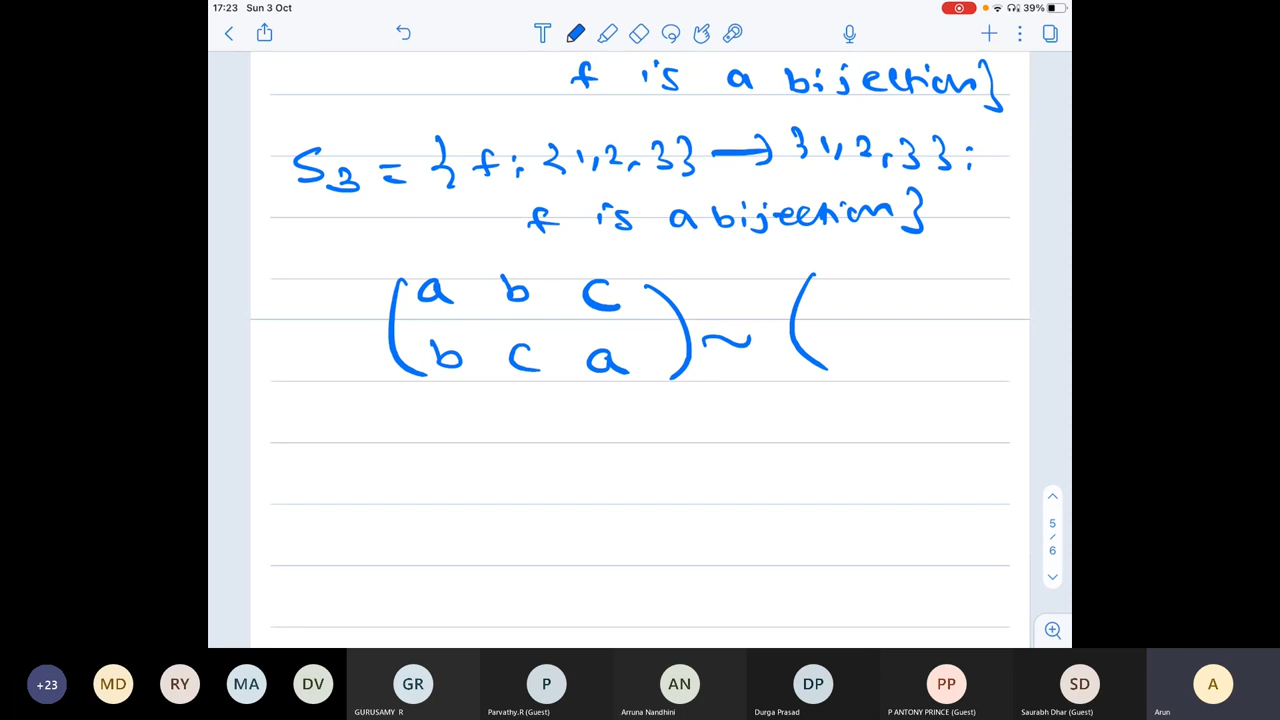 17:23 Sun 3 Oct 39%
T
f is a bijection}
S₃ = { f : {1, 2, 3} → {1, 2, 3} :
f is a bijection}
( a b c
b c a ) ~ (
5
/
6
+23 MD RY MA DV GR P AN DP PP SD A
GURUSAMY R Parvathy.R (Guest) Arruna Nandhini Durga Prasad P ANTONY PRINCE (Guest) Saurabh Dhar (Guest) Arun